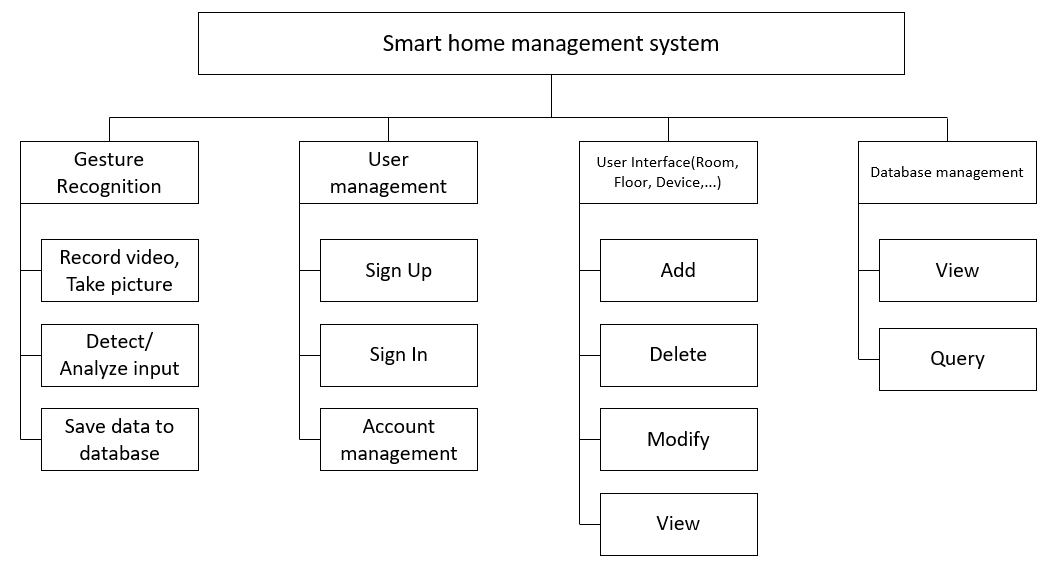 Smart home management system
Gesture
Recognition
User
management
User Interface(Room,
Floor, Device,...)
Database management
Record video,
Take picture
Sign Up
Add
View
Detect/
Analyze input
Sign In
Delete
Query
Save data to
database
Account
management
Modify
View